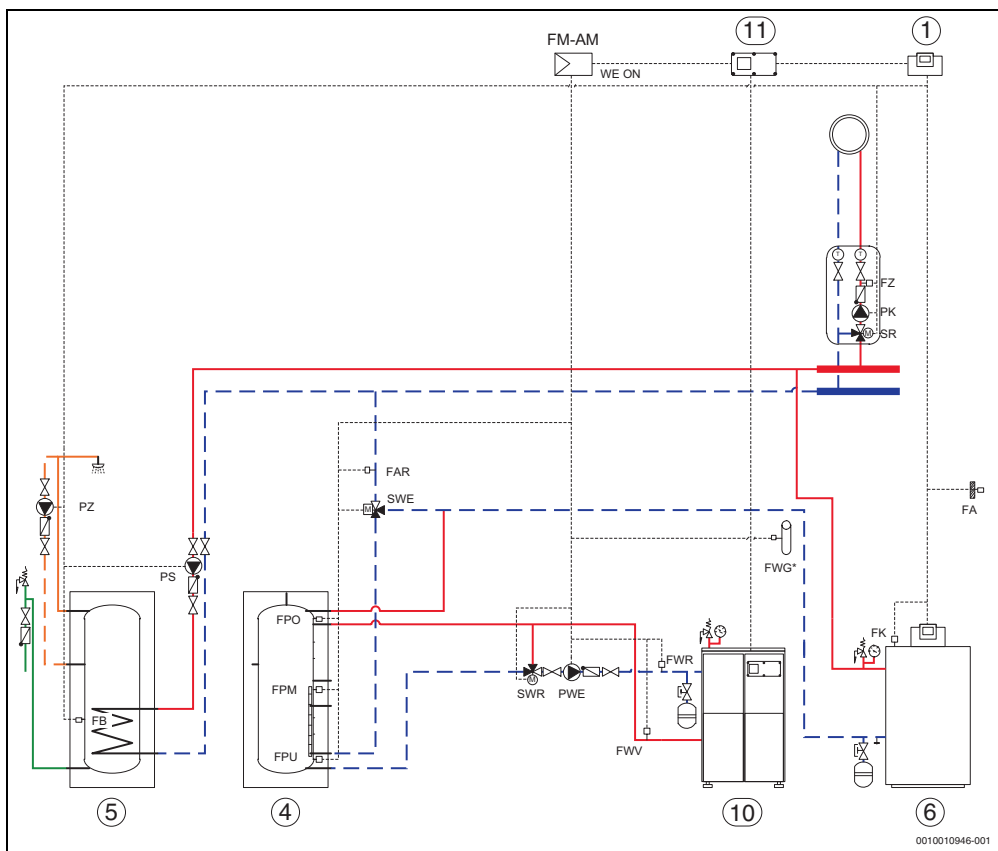 11
1
FM-AM
WE ON
T
T
FZ
PK
M
SR
FAR
SWE
M
PZ
FA
PS
FWG*
FPO
FK
FWR
SWR
PWE
M
FPM
FB
FWV
FPU
5
4
10
6
0010010946-001